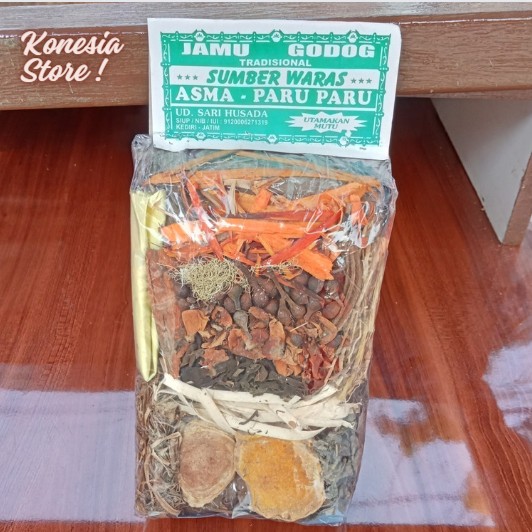 Konesia
Store !
JAMU GODOG
TRADISIONAL
*** SUMBER WARAS ***
ASMA - PARU PARU
UD. SARI HUSADA
KEDIRI - JATIM
UTAMAKAN
MUTU